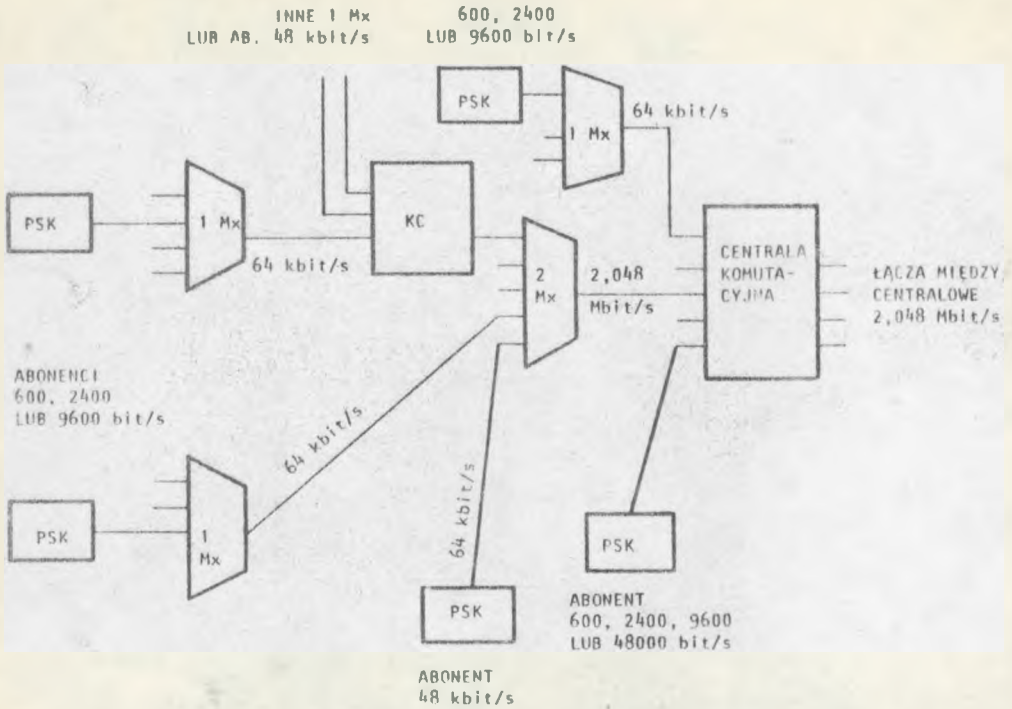 INNE 1 Mx
LUB AB. 48 kbit/s
600, 2400
LUB 9600 bit/s
PSK
1 Mx
64 kbit/s
PSK
1 Mx
64 kbit/s
KC
2
Mx
2,048
Mbit/s
CENTRALA
KOMUTA-
CYJNA
ŁĄCZA MIĘDZY
CENTRALOWE
2,048 Mbit/s
ABONENCI
600, 2400
LUB 9600 bit/s
64 kbit/s
PSK
1
Mx
64 kbit/s
PSK
ABONENT
48 kbit/s
PSK
ABONENT
600, 2400, 9600
LUB 48000 bit/s